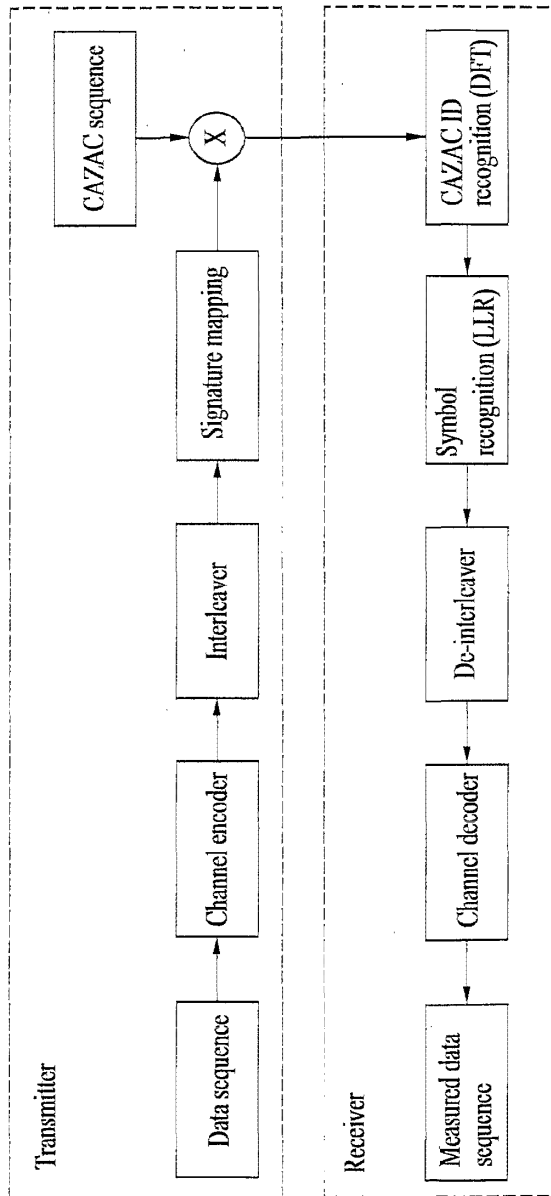 Transmitter
CAZAC sequence
Data sequence
Channel encoder
Interleaver
Signature mapping
X
Receiver
Measured data
sequence
Channel decoder
De-interleaver
Symbol
recognition (LLR)
CAZAC ID
recognition (DFT)